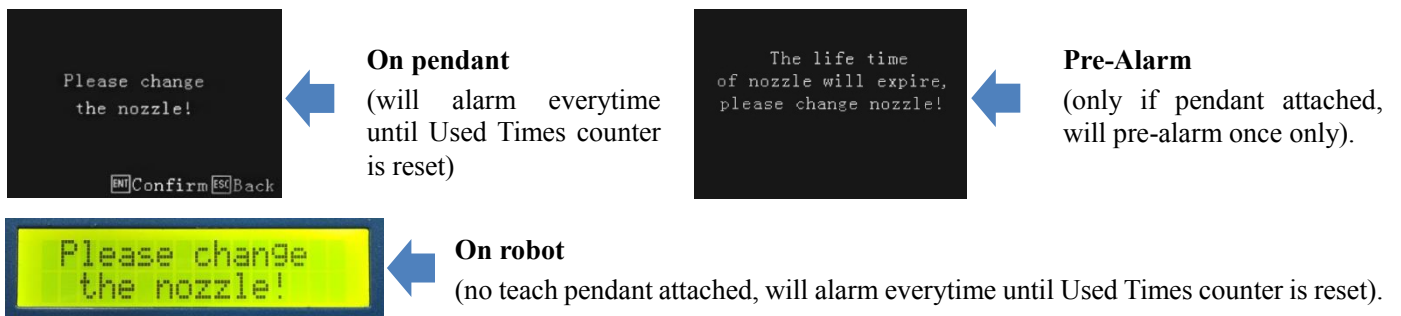 Please change
the nozzle!
ENT Confirm ESC Back
On pendant
(will alarm everytime
until Used Times counter
is reset)
The life time
of nozzle will expire,
please change nozzle!
Pre-Alarm
(only if pendant attached,
will pre-alarm once only).
Please change
the nozzle!
On robot
(no teach pendant attached, will alarm everytime until Used Times counter is reset).